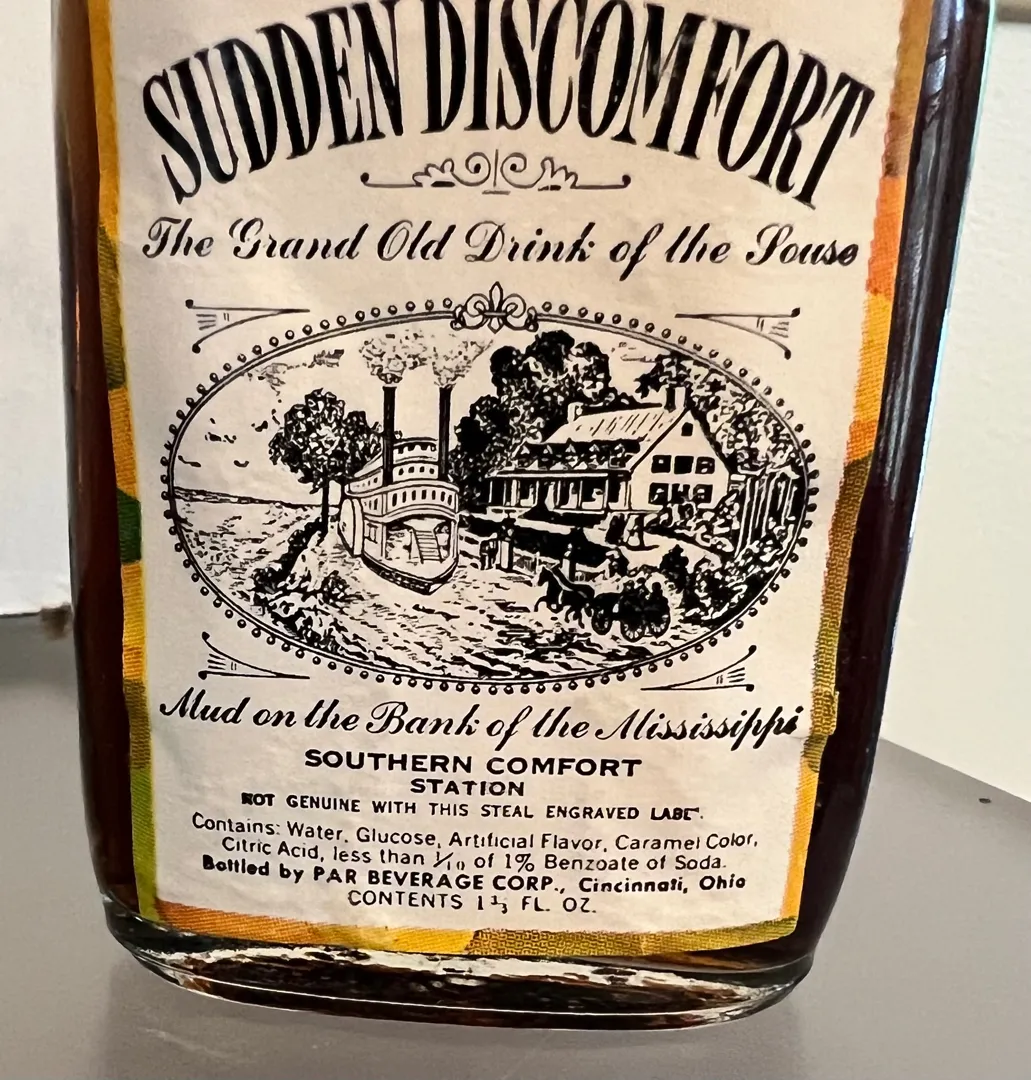 SUDDEN DISCOMFORT
The Grand Old Drink of the Souse
Mud on the Bank of the Mississippi
SOUTHERN COMFORT
STATION
NOT GENUINE WITH THIS STEAL ENGRAVED LABEL.
Contains: Water, Glucose, Artificial Flavor, Caramel Color,
Citric Acid, less than 1/10 of 1% Benzoate of Soda.
Bottled by PAR BEVERAGE CORP., Cincinnati, Ohio
CONTENTS 1 1/3 FL. OZ.